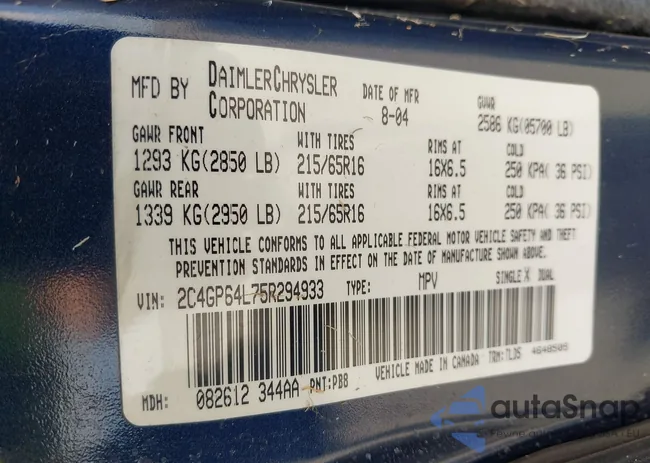 MFD BY DAIMLERCHRYSLER CORPORATION
DATE OF MFR 8-04
GVWR 2586 KG(05700 LB)
GAWR FRONT WITH TIRES RIMS AT COLD
1293 KG(2850 LB) 215/65R16 16X6.5 250 KPA( 36 PSI)
GAWR REAR WITH TIRES RIMS AT COLD
1339 KG(2950 LB) 215/65R16 16X6.5 250 KPA( 36 PSI)
THIS VEHICLE CONFORMS TO ALL APPLICABLE FEDERAL MOTOR VEHICLE SAFETY AND THEFT
PREVENTION STANDARDS IN EFFECT ON THE DATE OF MANUFACTURE SHOWN ABOVE.
VIN: 2C4GP64L75R294933 TYPE: MPV SINGLE X DUAL
VEHICLE MADE IN CANADA TRM:TLD5
MDH: 082612 344AA PNT:PB8
autoSnap